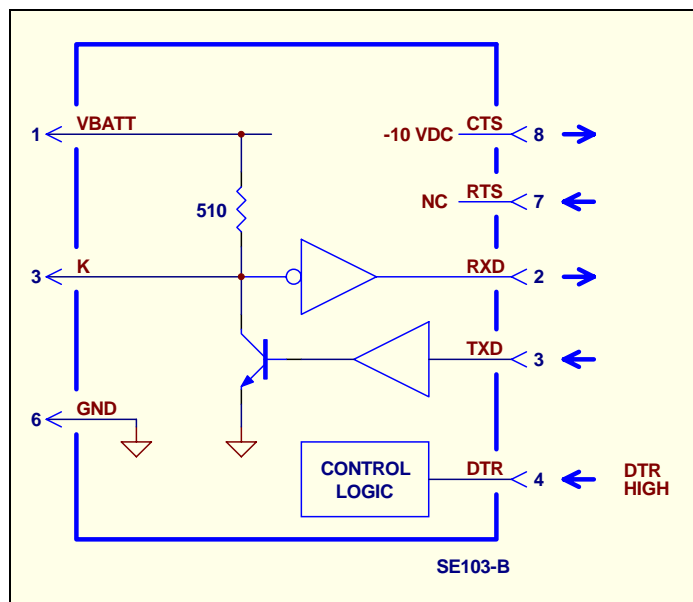 VBATT
1
CTS
-10 VDC
8
RTS
NC
7
510
K
3
RXD
2
TXD
3
GND
6
CONTROL
LOGIC
DTR
4
DTR
HIGH
SE103-B